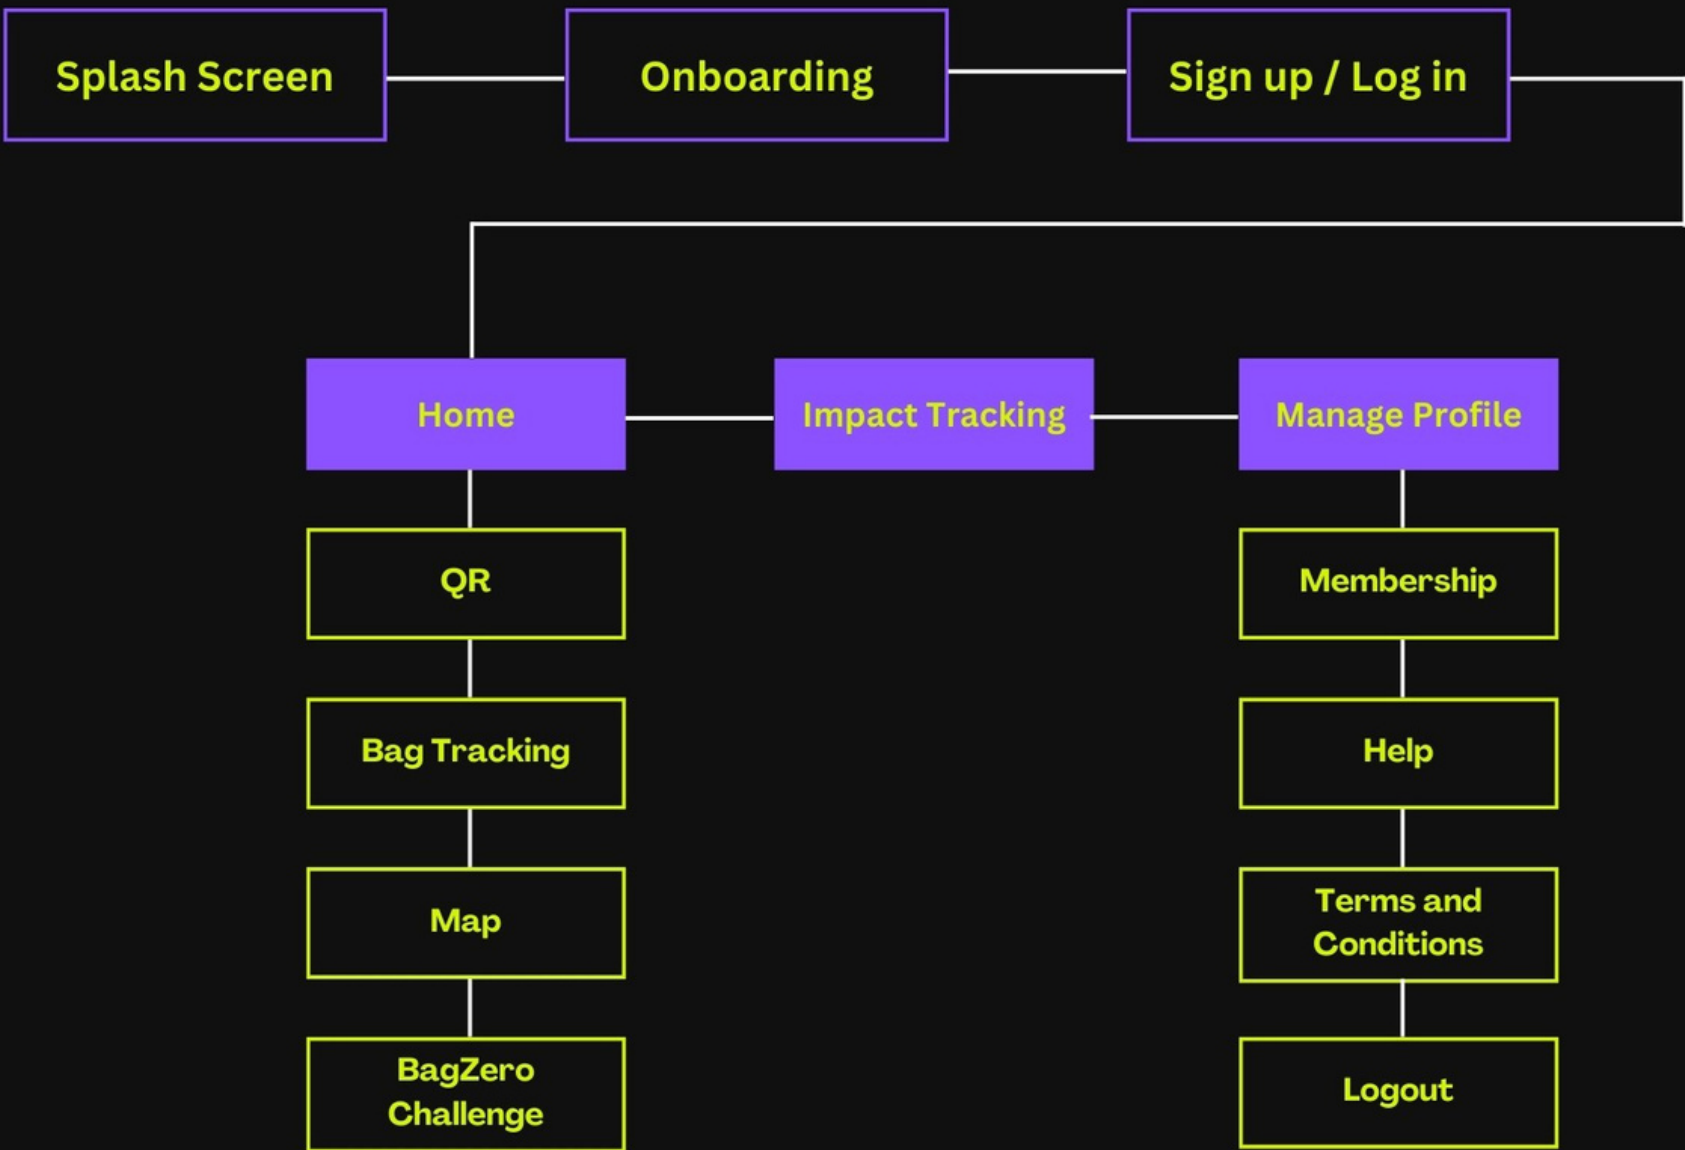 Splash Screen
Onboarding
Sign up / Log in
Home
Impact Tracking
Manage Profile
QR
Membership
Bag Tracking
Help
Map
Terms and
Conditions
BagZero
Challenge
Logout